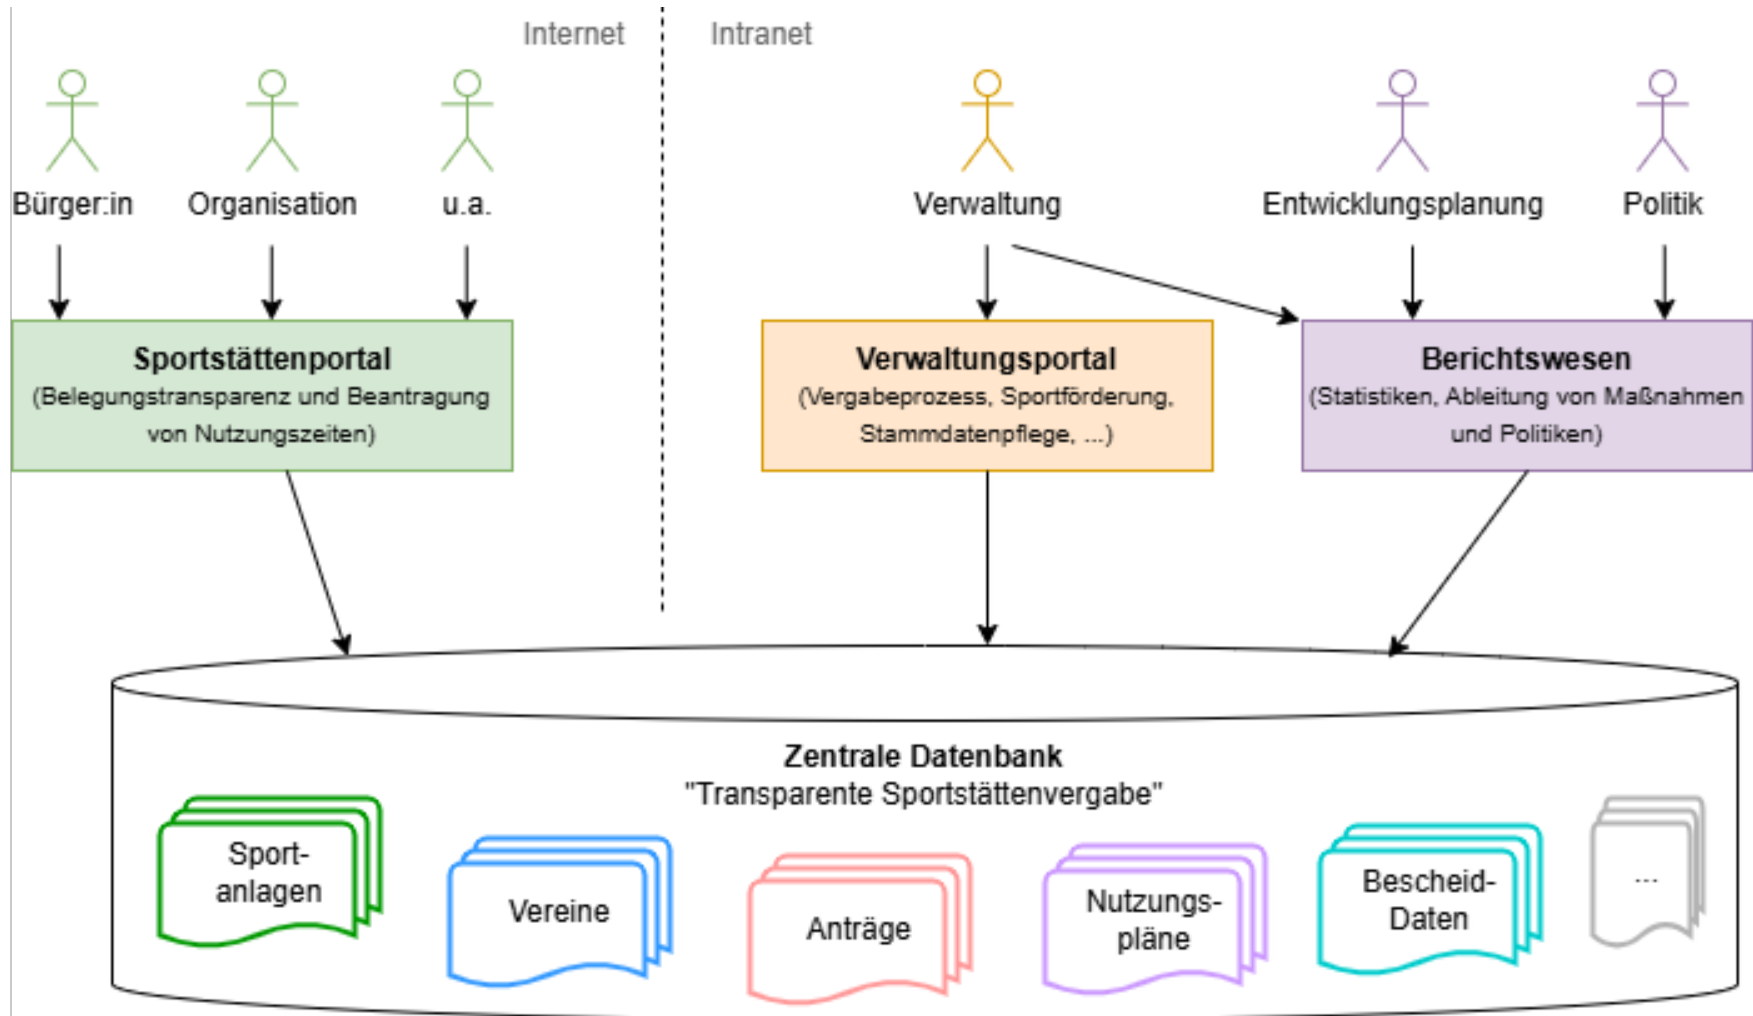 Internet
Intranet
Bürger:in
Organisation
u.a.
Verwaltung
Entwicklungsplanung
Politik
Sportstättenportal
(Belegungstransparenz und Beantragung
von Nutzungszeiten)
Verwaltungsportal
(Vergabeprozess, Sportförderung,
Stammdatenpflege, ...)
Berichtswesen
(Statistiken, Ableitung von Maßnahmen
und Politiken)
Zentrale Datenbank
"Transparente Sportstättenvergabe"
Sport-
anlagen
Vereine
Anträge
Nutzungs-
pläne
Bescheid-
Daten
...